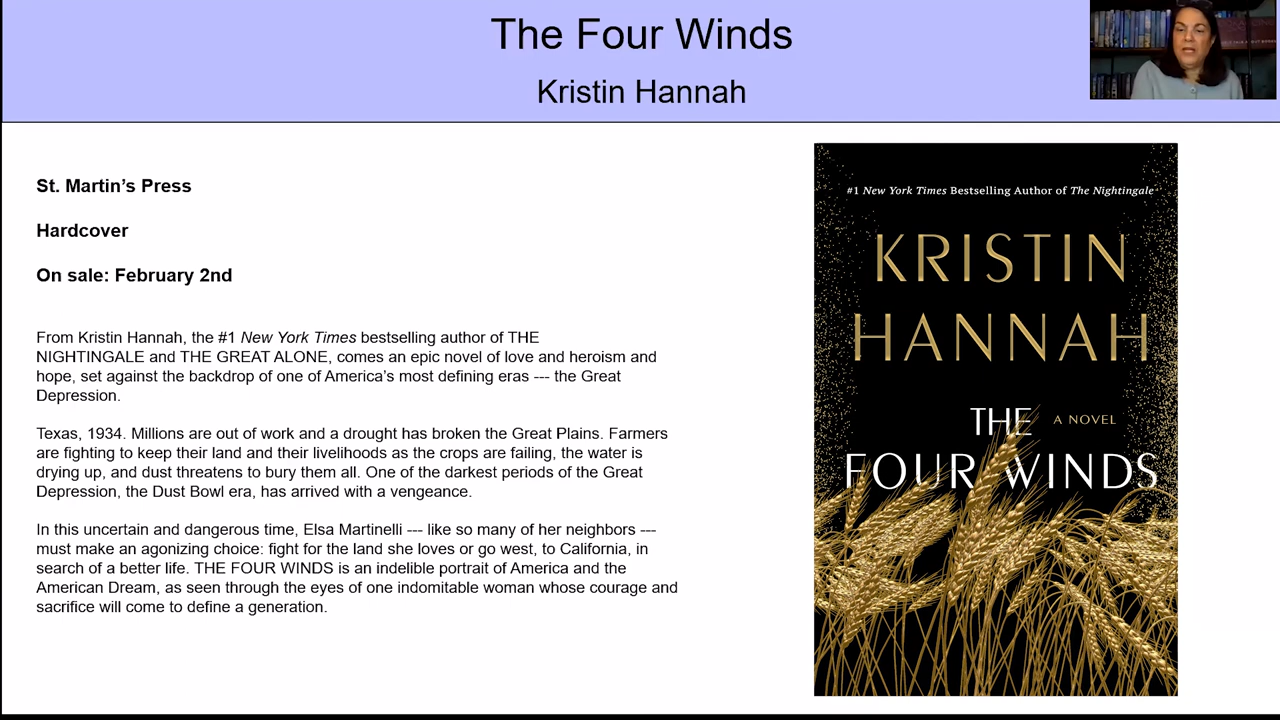 The Four Winds
Kristin Hannah
St. Martin’s Press
Hardcover
On sale: February 2nd
From Kristin Hannah, the #1 New York Times bestselling author of THE
NIGHTINGALE and THE GREAT ALONE, comes an epic novel of love and heroism and
hope, set against the backdrop of one of America’s most defining eras --- the Great
Depression.
Texas, 1934. Millions are out of work and a drought has broken the Great Plains. Farmers
are fighting to keep their land and their livelihoods as the crops are failing, the water is
drying up, and dust threatens to bury them all. One of the darkest periods of the Great
Depression, the Dust Bowl era, has arrived with a vengeance.
In this uncertain and dangerous time, Elsa Martinelli --- like so many of her neighbors ---
must make an agonizing choice: fight for the land she loves or go west, to California, in
search of a better life. THE FOUR WINDS is an indelible portrait of America and the
American Dream, as seen through the eyes of one indomitable woman whose courage and
sacrifice will come to define a generation.
#1 New York Times Bestselling Author of The Nightingale
KRISTIN
HANNAH
THE A NOVEL
FOUR WINDS